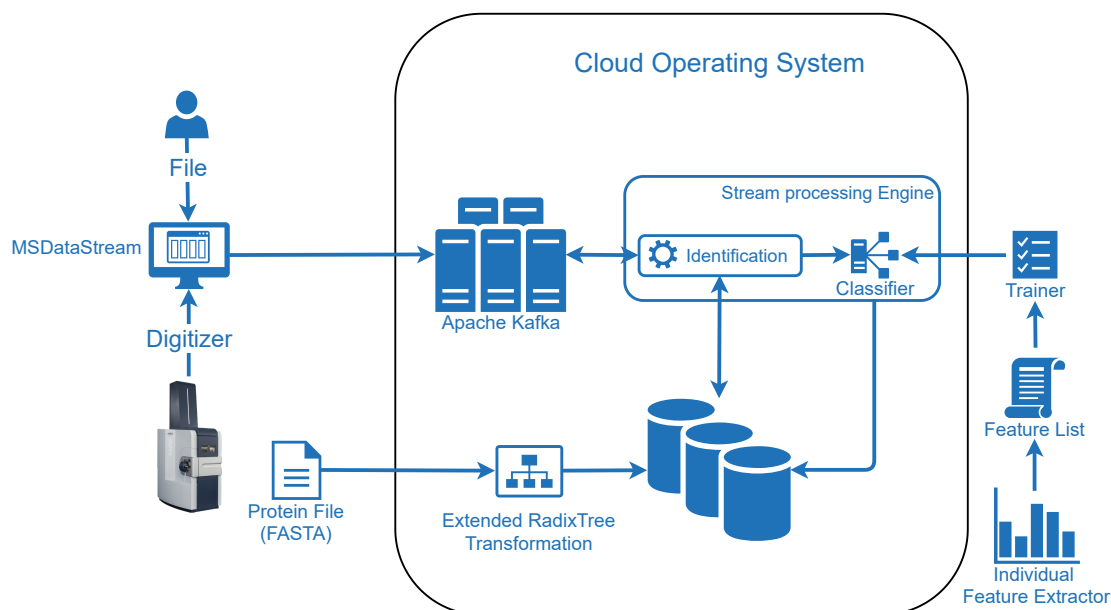 Cloud Operating System
File
Stream processing Engine
MSDataStream
Identification
Classifier
Trainer
Apache Kafka
Digitizer
Feature List
Protein File
(FASTA)
Extended RadixTree
Transformation
Individual
Feature Extractor